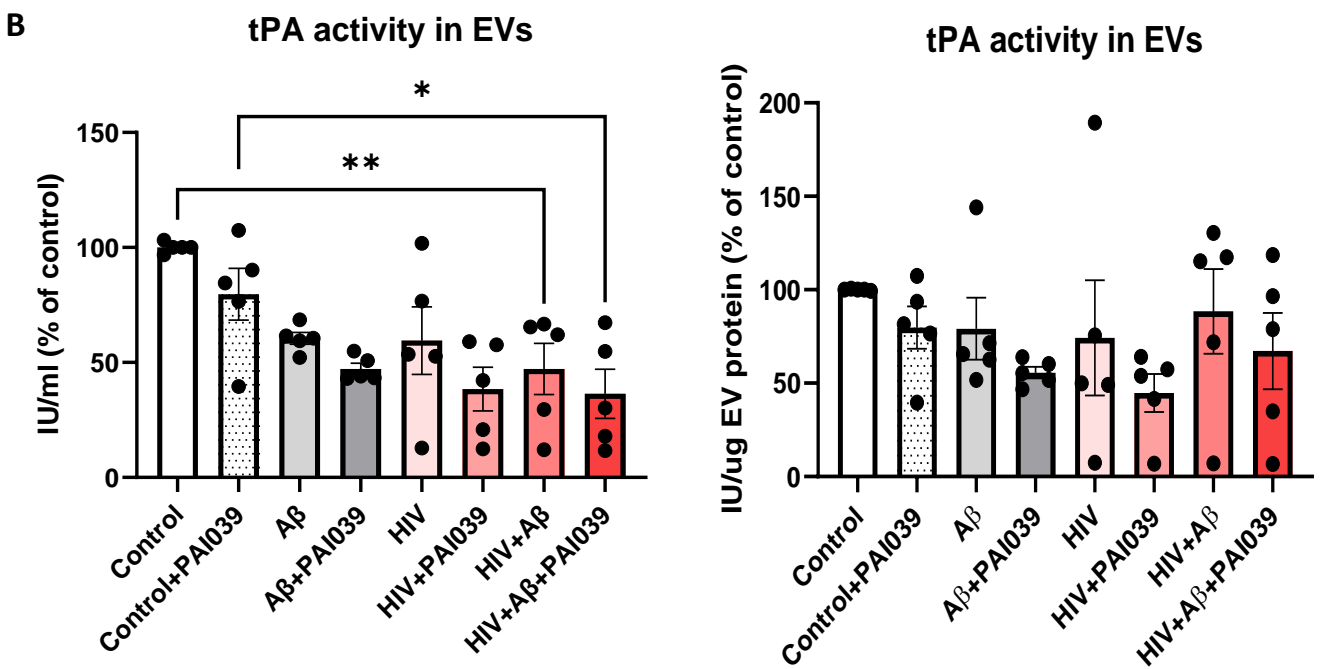 B
tPA activity in EVs
*
**
150
100
50
0
IU/ml (% of control)
Control
Control+PAI039
Aβ
Aβ+PAI039
HIV
HIV+PAI039
HIV+Aβ
HIV+Aβ+PAI039
tPA activity in EVs
200
150
100
50
0
IU/ug EV protein (% of control)
Control
Control+PAI039
Aβ
Aβ+PAI039
HIV
HIV+PAI039
HIV+Aβ
HIV+Aβ+PAI039